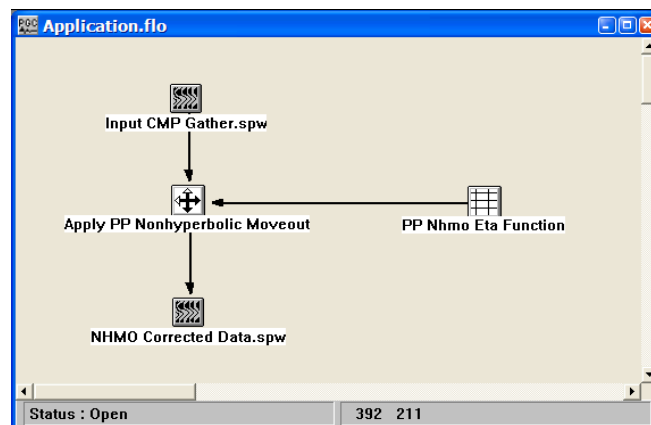 PGC
Application.flo
Input CMP Gather.spw
Apply PP Nonhyperbolic Moveout
PP Nhmo Eta Function
NHMO Corrected Data.spw
Status : Open
392 211